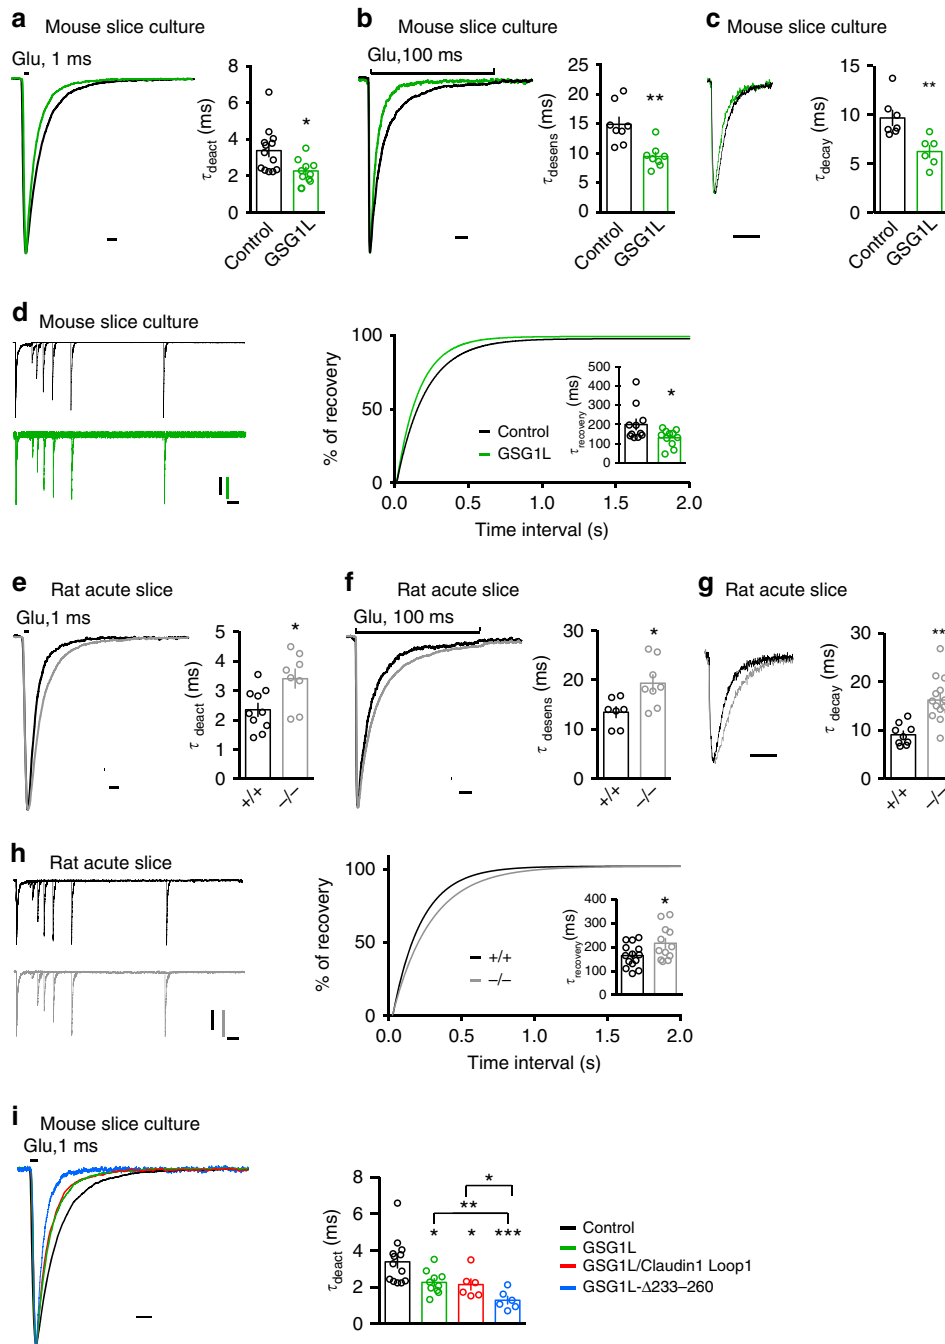 a
Mouse slice culture
Glu, 1 ms
τdeact (ms)
8
6
4
2
0
*
Control
GSG1L
b
Mouse slice culture
Glu,100 ms
τdesens (ms)
25
20
15
10
5
0
**
Control
GSG1L
c
Mouse slice culture
τdecay (ms)
15
10
5
0
**
Control
GSG1L
d
Mouse slice culture
% of recovery
100
50
0
0.0
0.5
1.0
1.5
2.0
Time interval (s)
Control
GSG1L
τrecovery (ms)
500
400
300
200
100
0
*
e
Rat acute slice
Glu,1 ms
τ deact (ms)
5
4
3
2
1
0
*
+/+
−/−
f
Rat acute slice
Glu, 100 ms
τ desens (ms)
30
20
10
0
*
+/+
−/−
g
Rat acute slice
τ decay (ms)
30
20
10
0
+/+
−/−
h
Rat acute slice
% of recovery
100
50
0
0.0
0.5
1.0
1.5
2.0
Time interval (s)
+/+
−/−
τrecovery(ms)
400
300
200
100
0
*
i
Mouse slice culture
Glu,1 ms
τdeact (ms)
8
6
4
2
0
*
**
*
*
***
Control
GSG1L
GSG1L/Claudin1 Loop1
GSG1L-Δ233–260